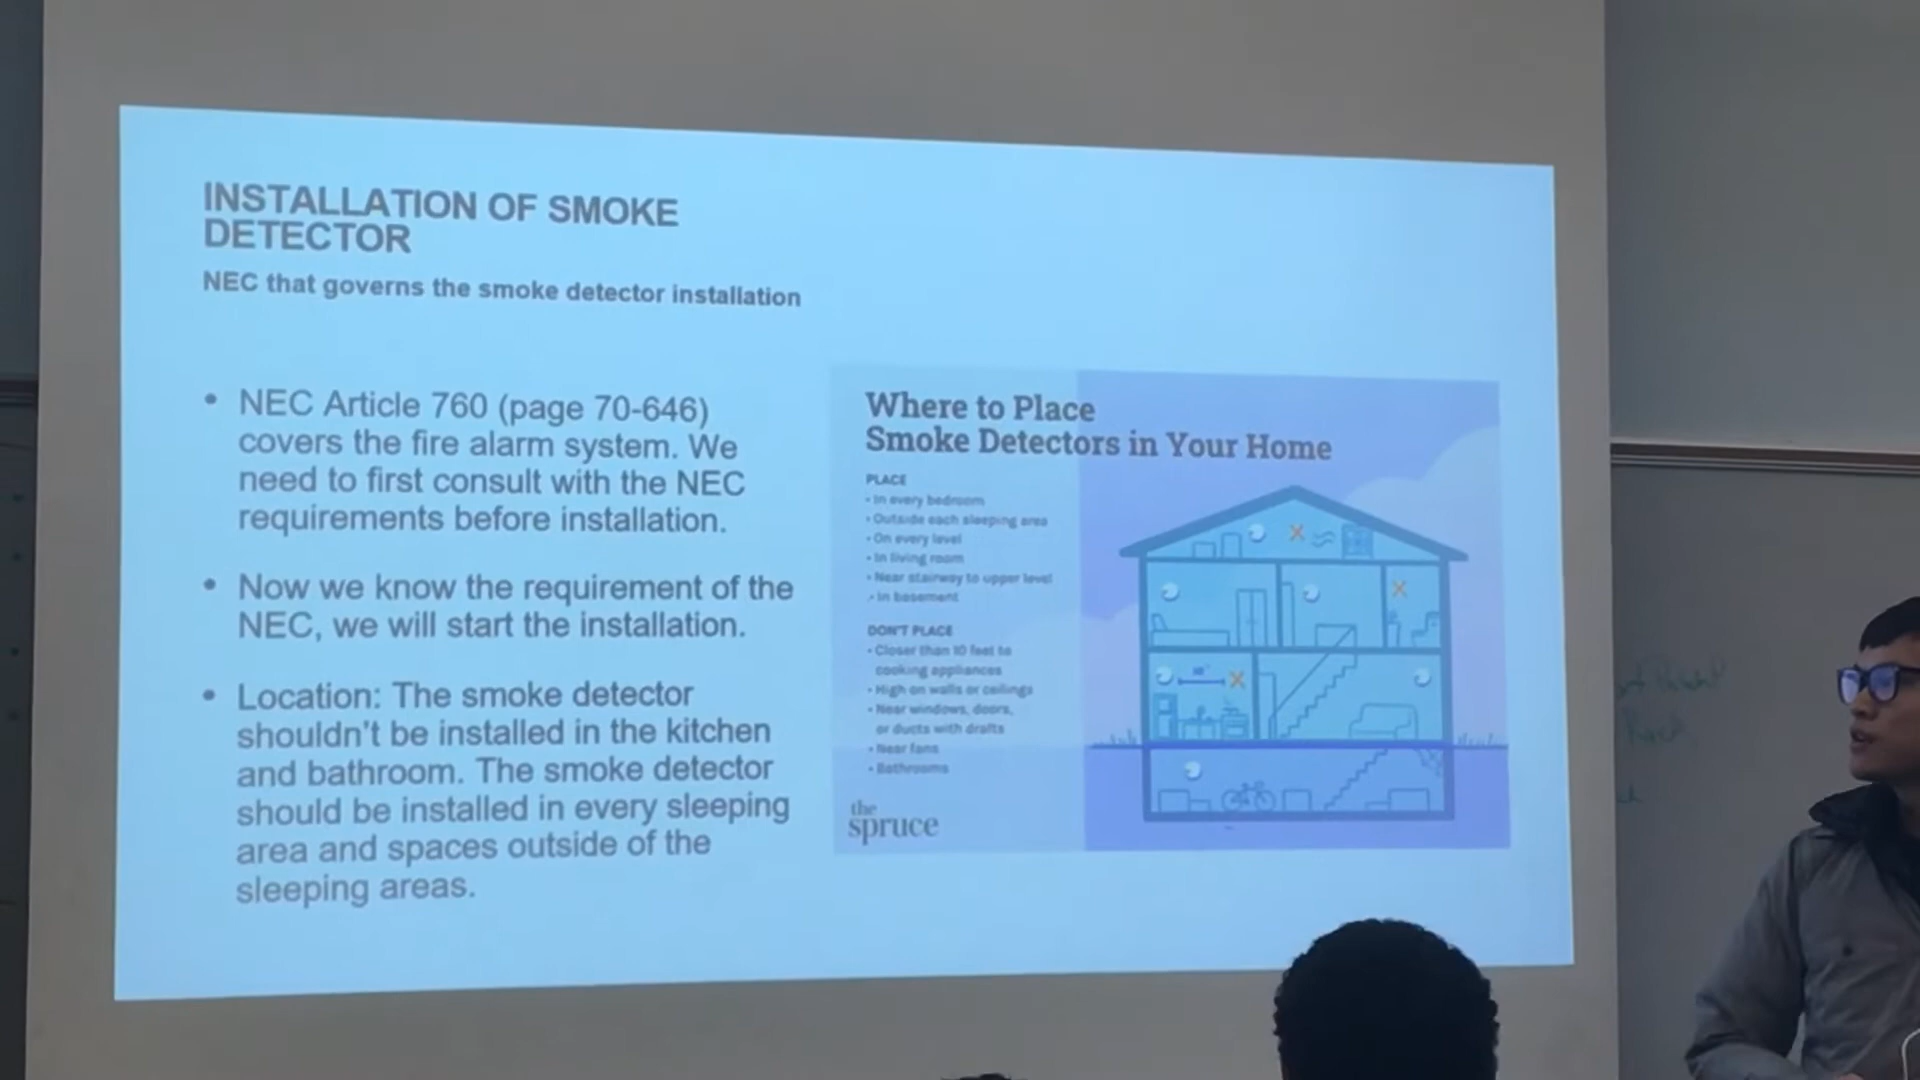 INSTALLATION OF SMOKE
DETECTOR
NEC that governs the smoke detector installation
• NEC Article 760 (page 70-646)
covers the fire alarm system. We
need to first consult with the NEC
requirements before installation.
• Now we know the requirement of the
NEC, we will start the installation.
• Location: The smoke detector
shouldn't be installed in the kitchen
and bathroom. The smoke detector
should be installed in every sleeping
area and spaces outside of the
sleeping areas.
Where to Place
Smoke Detectors in Your Home
PLACE
• In every bedroom
• Outside each sleeping area
• On every level
• In living room
• Near stairway to upper level
• In basement
DON'T PLACE
• Closer than 10 feet to
cooking appliances
• High on walls or ceilings
• Near windows, doors,
or ducts with drafts
• Near fans
• Bathrooms
the
spruce